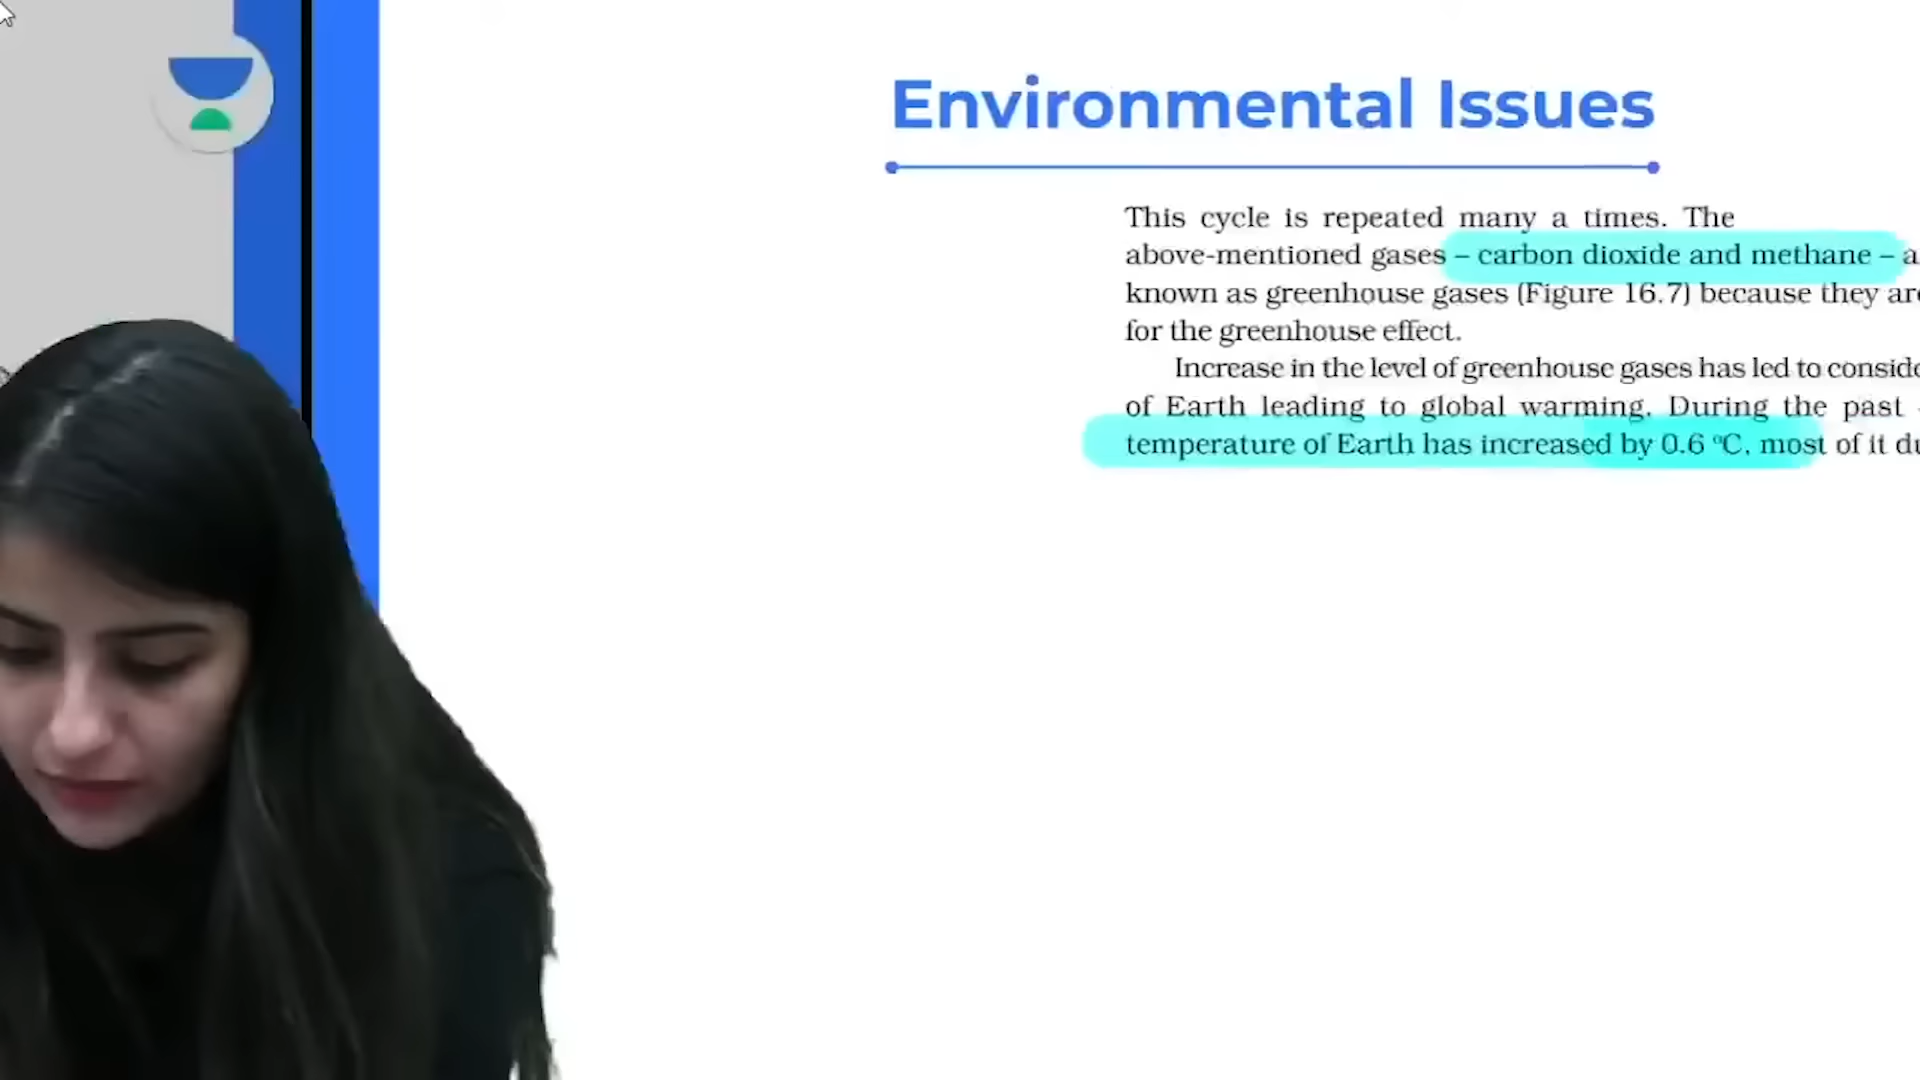 Environmental Issues
This cycle is repeated many a times. The
above-mentioned gases – carbon dioxide and methane –
known as greenhouse gases (Figure 16.7) because they
for the greenhouse effect.
Increase in the level of greenhouse gases has led to
of Earth leading to global warming. During the past
temperature of Earth has increased by 0.6 °C, most of it